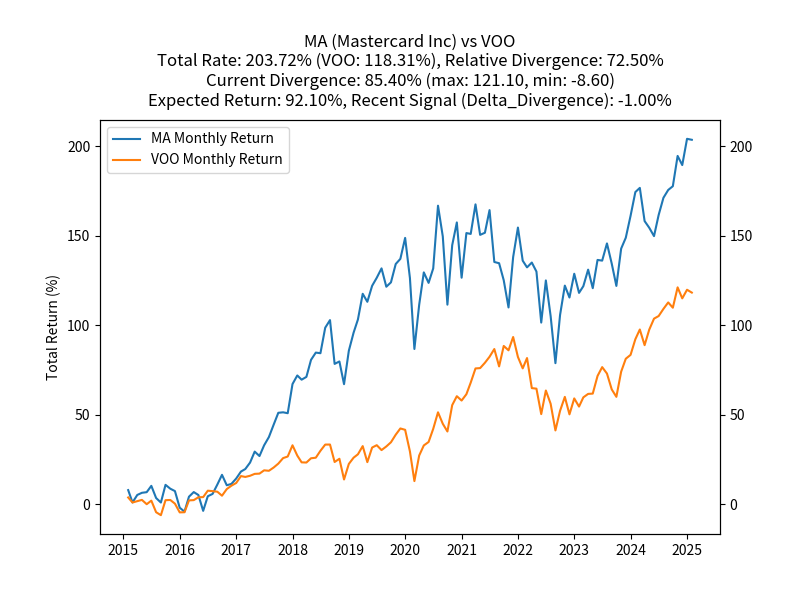 MA (Mastercard Inc) vs VOO
Total Rate: 203.72% (VOO: 118.31%), Relative Divergence: 72.50%
Current Divergence: 85.40% (max: 121.10, min: -8.60)
Expected Return: 92.10%, Recent Signal (Delta_Divergence): -1.00%
MA Monthly Return
VOO Monthly Return
Total Return (%)
200
150
100
50
0
200
150
100
50
0
2015 2016 2017 2018 2019 2020 2021 2022 2023 2024 2025